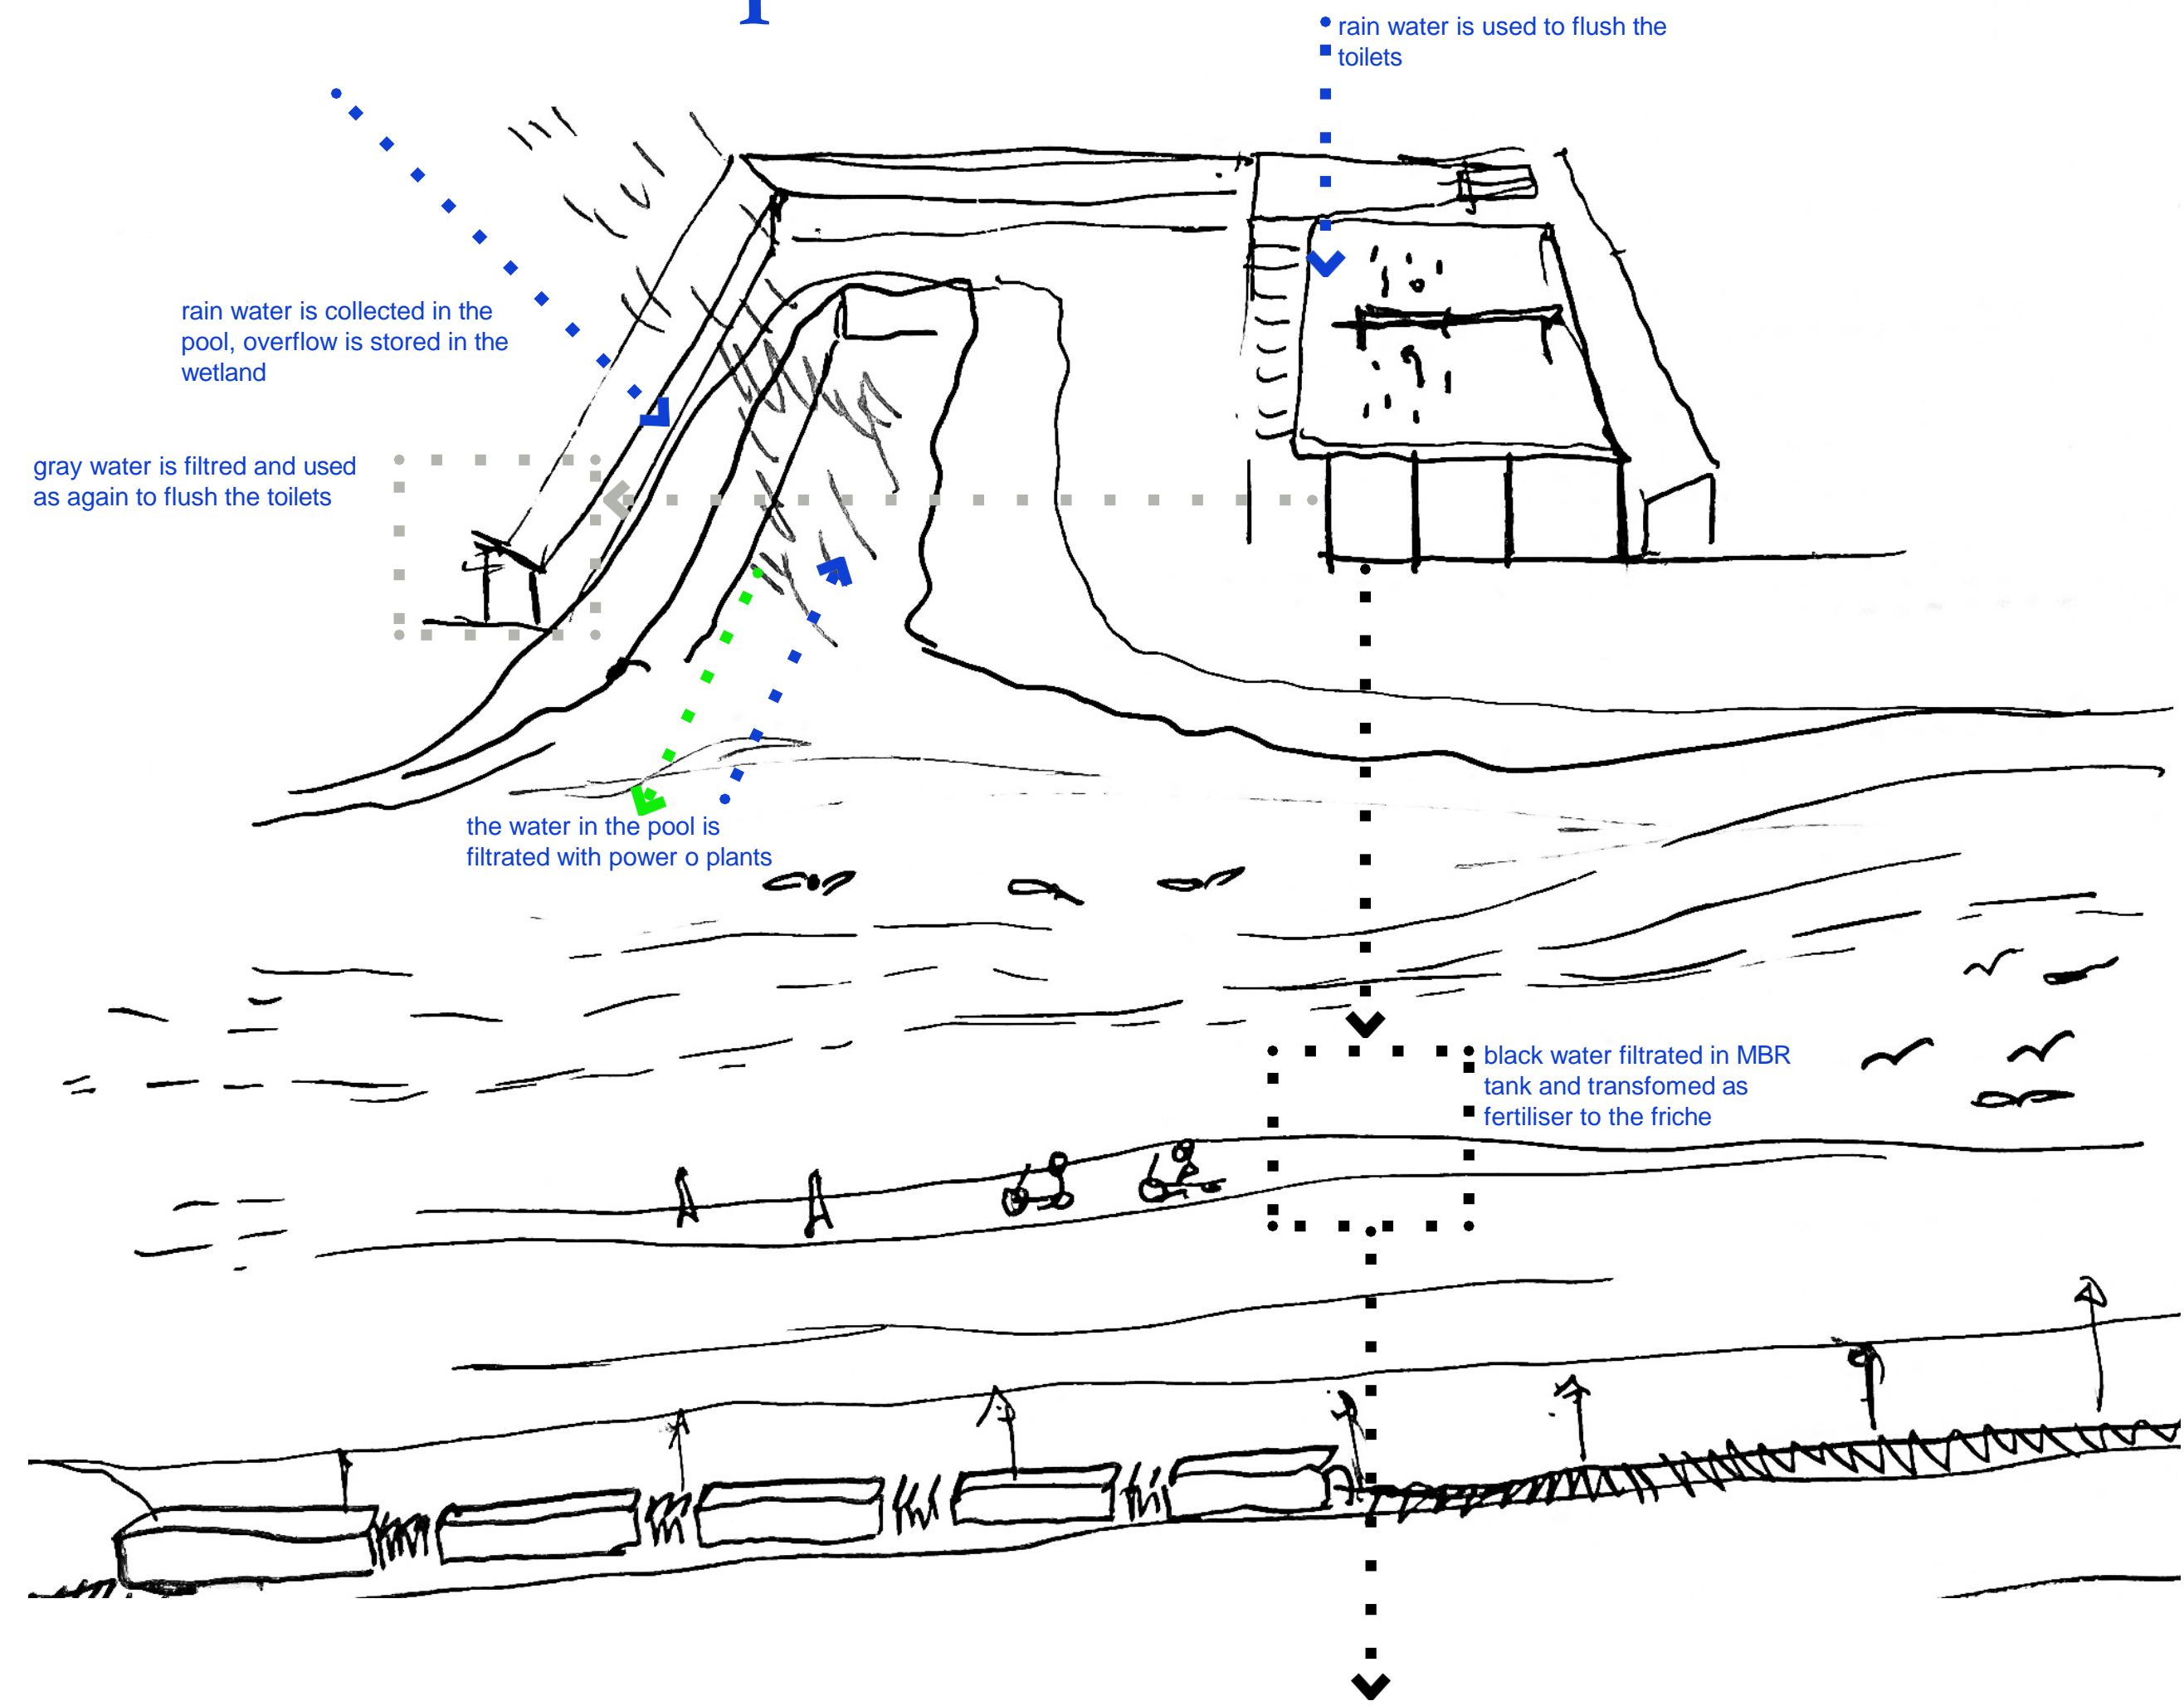 rain water is used to flush the
toilets
rain water is collected in the
pool, overflow is stored in the
wetland
gray water is filtred and used
as again to flush the toilets
the water in the pool is
filtrated with power o plants
black water filtrated in MBR
tank and transfomed as
fertiliser to the friche